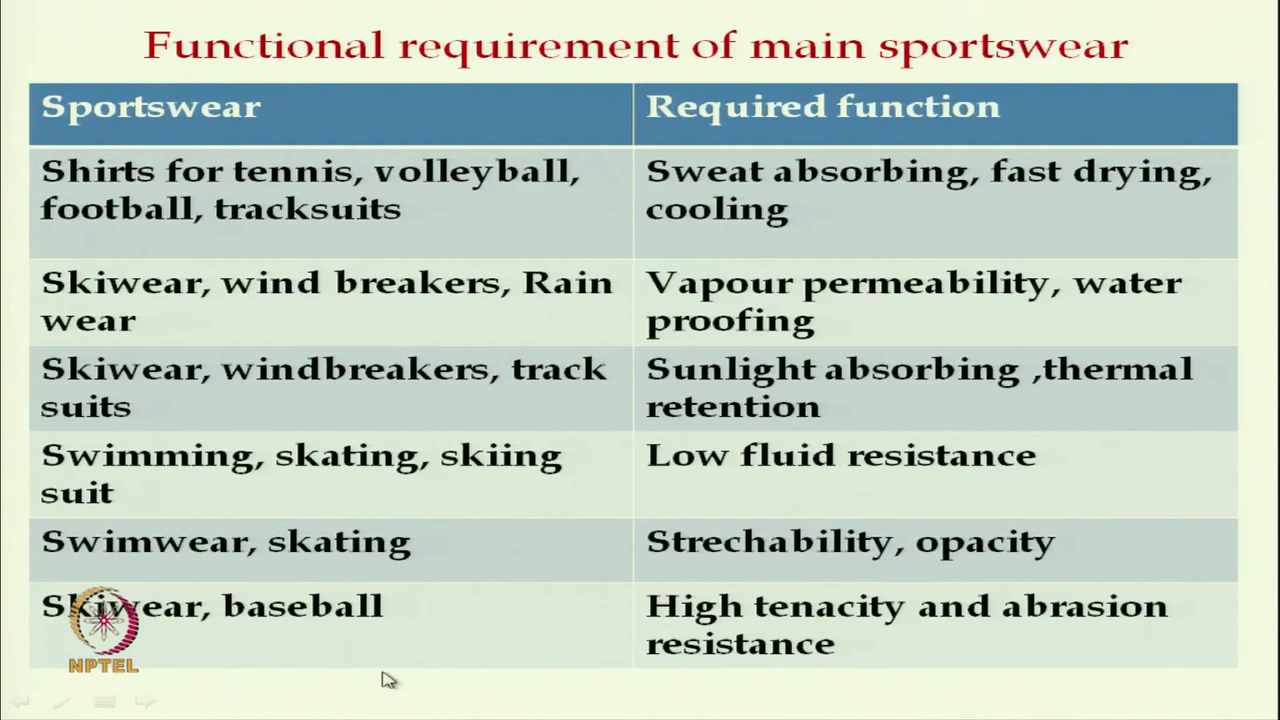 Functional requirement of main sportswear
Sportswear
Required function
Shirts for tennis, volleyball,
football, tracksuits
Sweat absorbing, fast drying,
cooling
Skiwear, wind breakers, Rain
wear
Vapour permeability, water
proofing
Skiwear, windbreakers, track
suits
Sunlight absorbing ,thermal
retention
Swimming, skating, skiing
suit
Low fluid resistance
Swimwear, skating
Strechability, opacity
Skiwear, baseball
High tenacity and abrasion
resistance
NPTEL